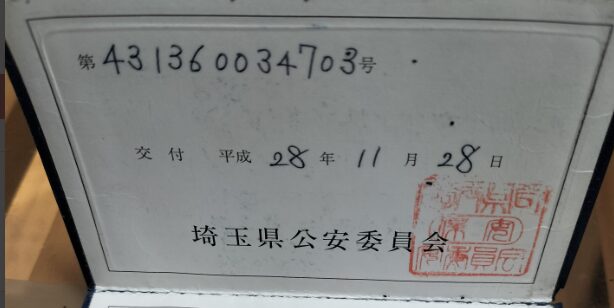 第431360034703号
交付 平成28年11月28日
埼玉県公安委員会